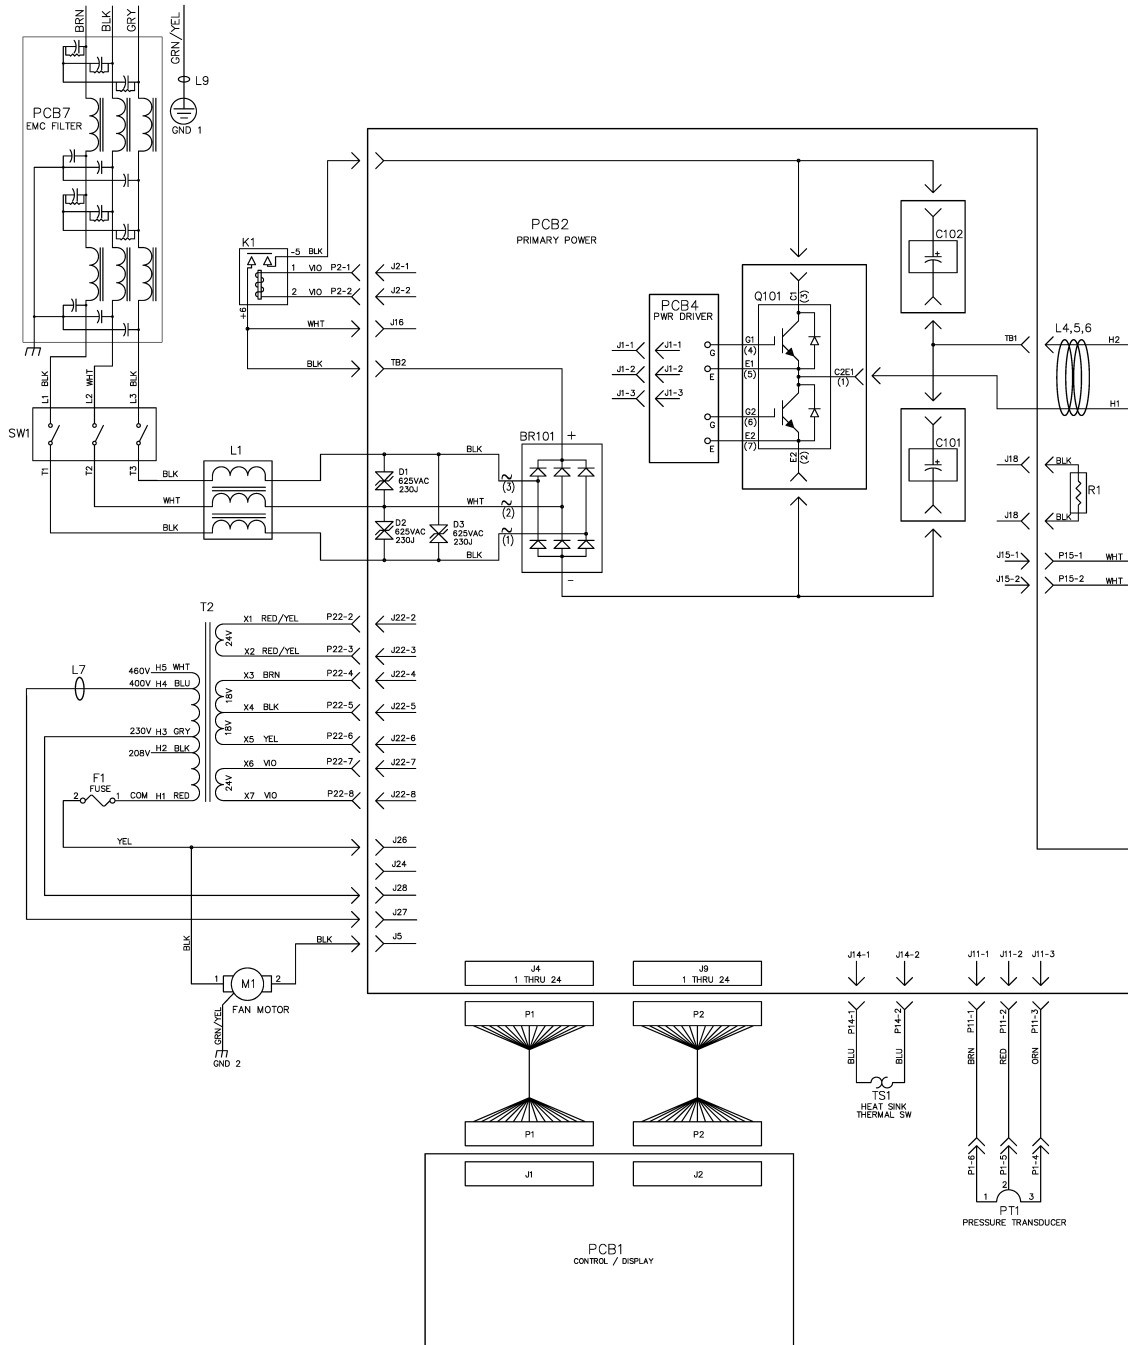 BRN
BLK
GRY
GRN/YEL
L9
GND 1
PCB7
EMC FILTER
K1
-5 BLK
1 VIO P2-1 J2-1
2 VIO P2-2 J2-2
+6
WHT J16
BLK TB2
PCB2
PRIMARY POWER
PCB4
PWR DRIVER
J1-1 J1-1
J1-2 J1-2
J1-3 J1-3
G
E
G
E
Q101
C1
(3)
G1
(4)
E1
(5)
G2
(6)
E2
(7)
E2
(2)
C2E1
(1)
C102
C101
TB1
L4,5,6
H2
H1
J18 BLK
R1
J18 BLK
J15-1 P15-1 WHT
J15-2 P15-2 WHT
L1 BLK
L2 WHT
L3 BLK
SW1
T1
T2
T3
L1
BLK
WHT
BLK
D1
625VAC
230J
D2
625VAC
230J
D3
625VAC
230J
BLK
WHT
BLK
(3)
(2)
(1)
BR101
+
-
T2
24V
18V
18V
24V
X1 RED/YEL P22-2 J22-2
X2 RED/YEL P22-3 J22-3
X3 BRN P22-4 J22-4
X4 BLK P22-5 J22-5
X5 YEL P22-6 J22-6
X6 VIO P22-7 J22-7
X7 VIO P22-8 J22-8
L7
460V H5 WHT
400V H4 BLU
230V H3 GRY
208V H2 BLK
COM H1 RED
F1
FUSE
2
1
YEL
J26
J24
J28
J27
J5
BLK
BLK
1 M1 2
FAN MOTOR
GRN/YEL
GND 2
J4
1 THRU 24
J9
1 THRU 24
P1
P2
P1
P2
J1
J2
PCB1
CONTROL / DISPLAY
J14-1
J14-2
J11-1
J11-2
J11-3
P14-1
P14-2
P11-1
P11-2
P11-3
BLU
BLU
BRN
RED
ORN
TS1
HEAT SINK
THERMAL SW
P1-6
P1-5
P1-4
1
2
3
PT1
PRESSURE TRANSDUCER